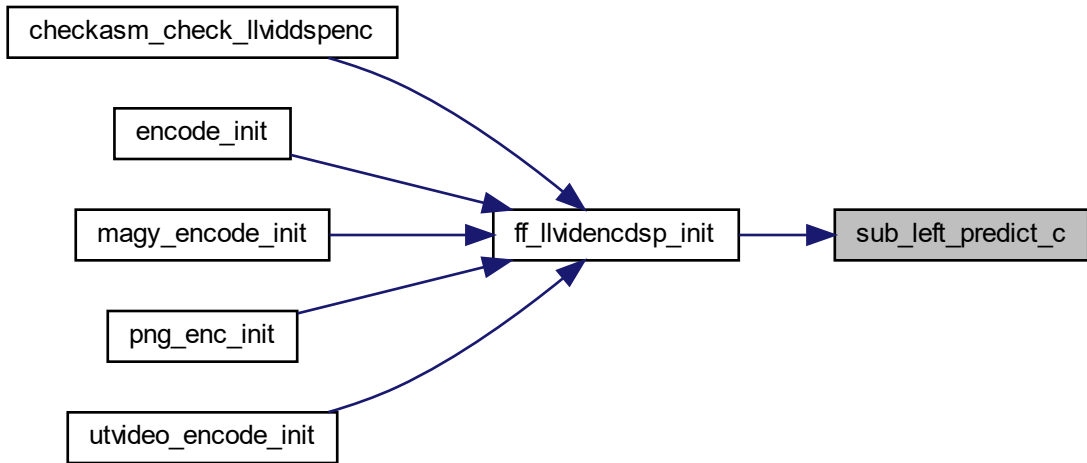 checkasm_check_llviddspenc
encode_init
magy_encode_init
png_enc_init
utvideo_encode_init
ff_llvidencdsp_init
sub_left_predict_c